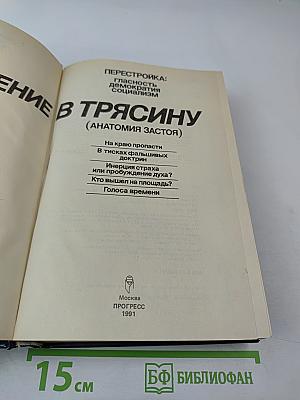 ПЕРЕСТРОЙКА:
гласность
демократия
социализм
ЕНИЕ В ТРЯСИНУ
(АНАТОМИЯ ЗАСТОЯ)
На краю пропасти
В тисках фальшивых
доктрин
Инерция страха
или пробуждение духа?
Кто вышел на площадь?
Голоса времени
Москва
ПРОГРЕСС
1991
15 см
БФ БИБЛИОФАН